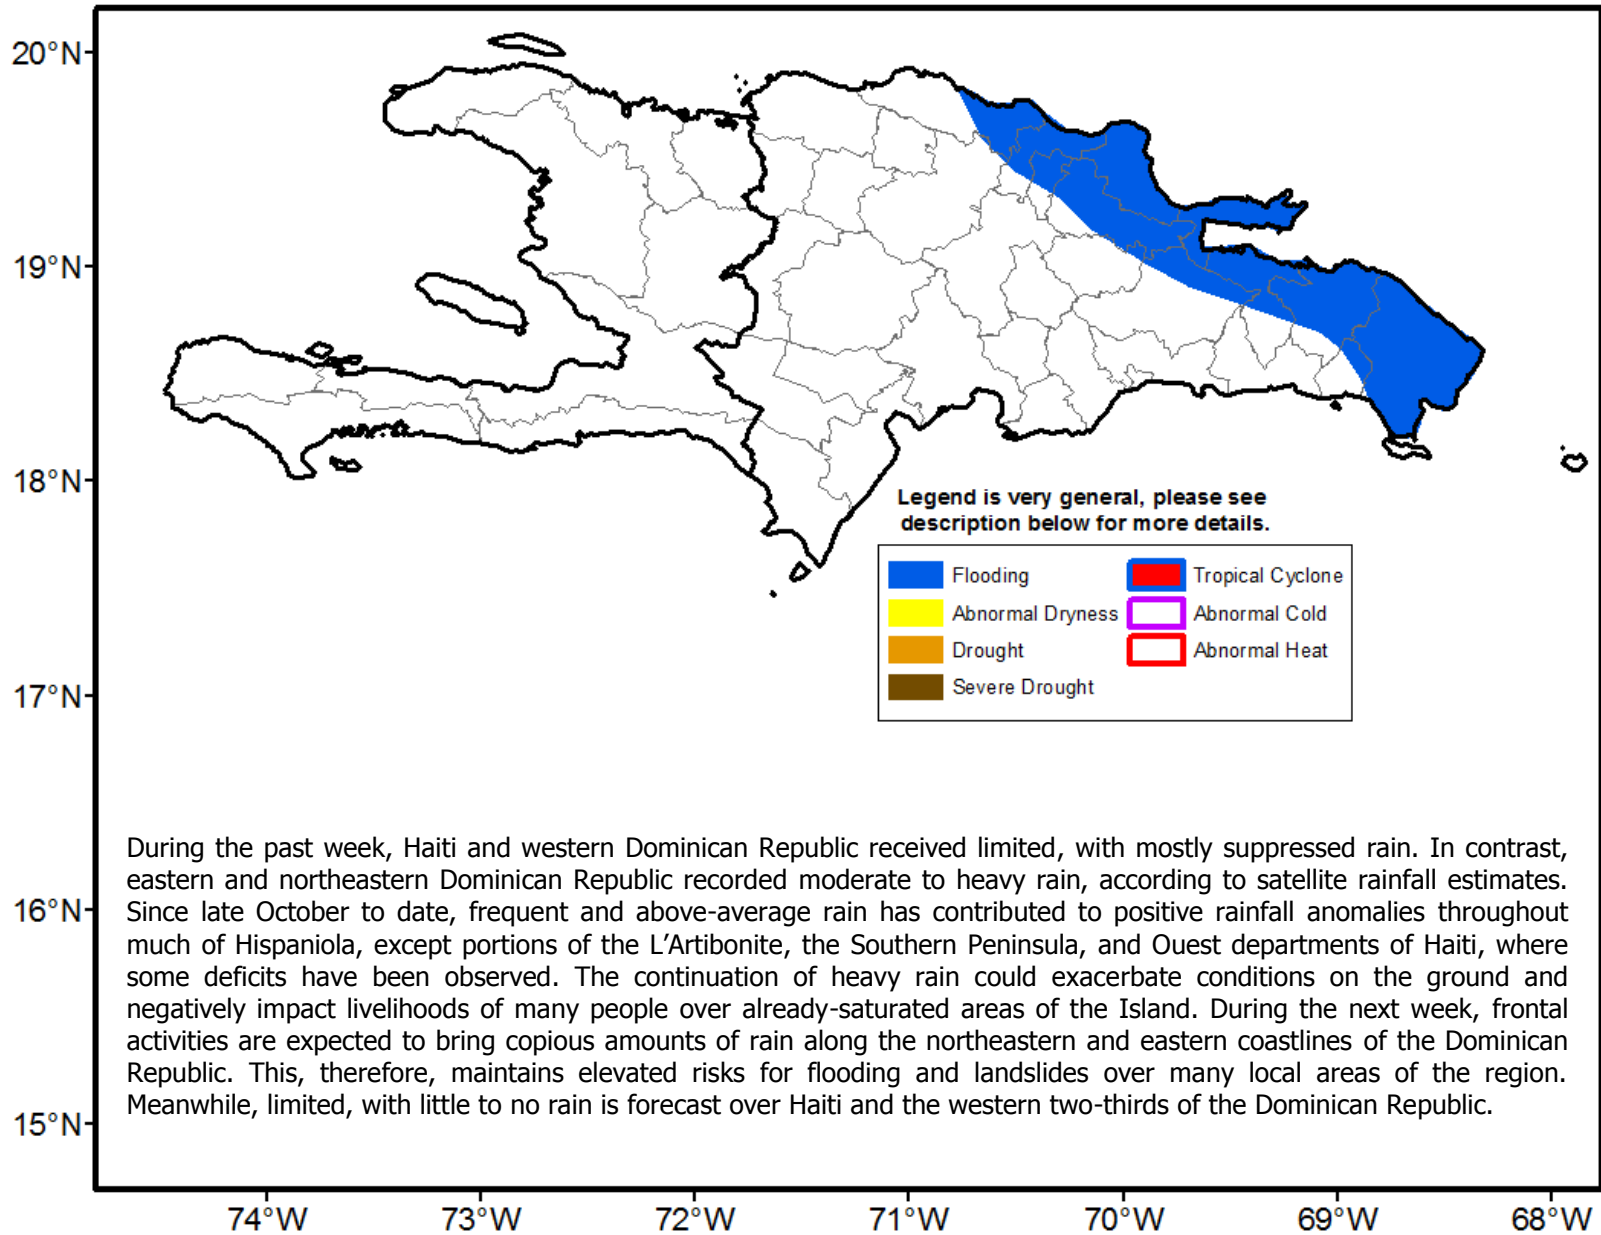 20°N
19°N
18°N
17°N
16°N
15°N
Legend is very general, please see
description below for more details.
Flooding
Tropical Cyclone
Abnormal Dryness
Abnormal Cold
Drought
Abnormal Heat
Severe Drought
During the past week, Haiti and western Dominican Republic received limited, with mostly suppressed rain. In contrast,
eastern and northeastern Dominican Republic recorded moderate to heavy rain, according to satellite rainfall estimates.
Since late October to date, frequent and above-average rain has contributed to positive rainfall anomalies throughout
much of Hispaniola, except portions of the L’Artibonite, the Southern Peninsula, and Ouest departments of Haiti, where
some deficits have been observed. The continuation of heavy rain could exacerbate conditions on the ground and
negatively impact livelihoods of many people over already-saturated areas of the Island. During the next week, frontal
activities are expected to bring copious amounts of rain along the northeastern and eastern coastlines of the Dominican
Republic. This, therefore, maintains elevated risks for flooding and landslides over many local areas of the region.
Meanwhile, limited, with little to no rain is forecast over Haiti and the western two-thirds of the Dominican Republic.
74°W
73°W
72°W
71°W
70°W
69°W
68°W